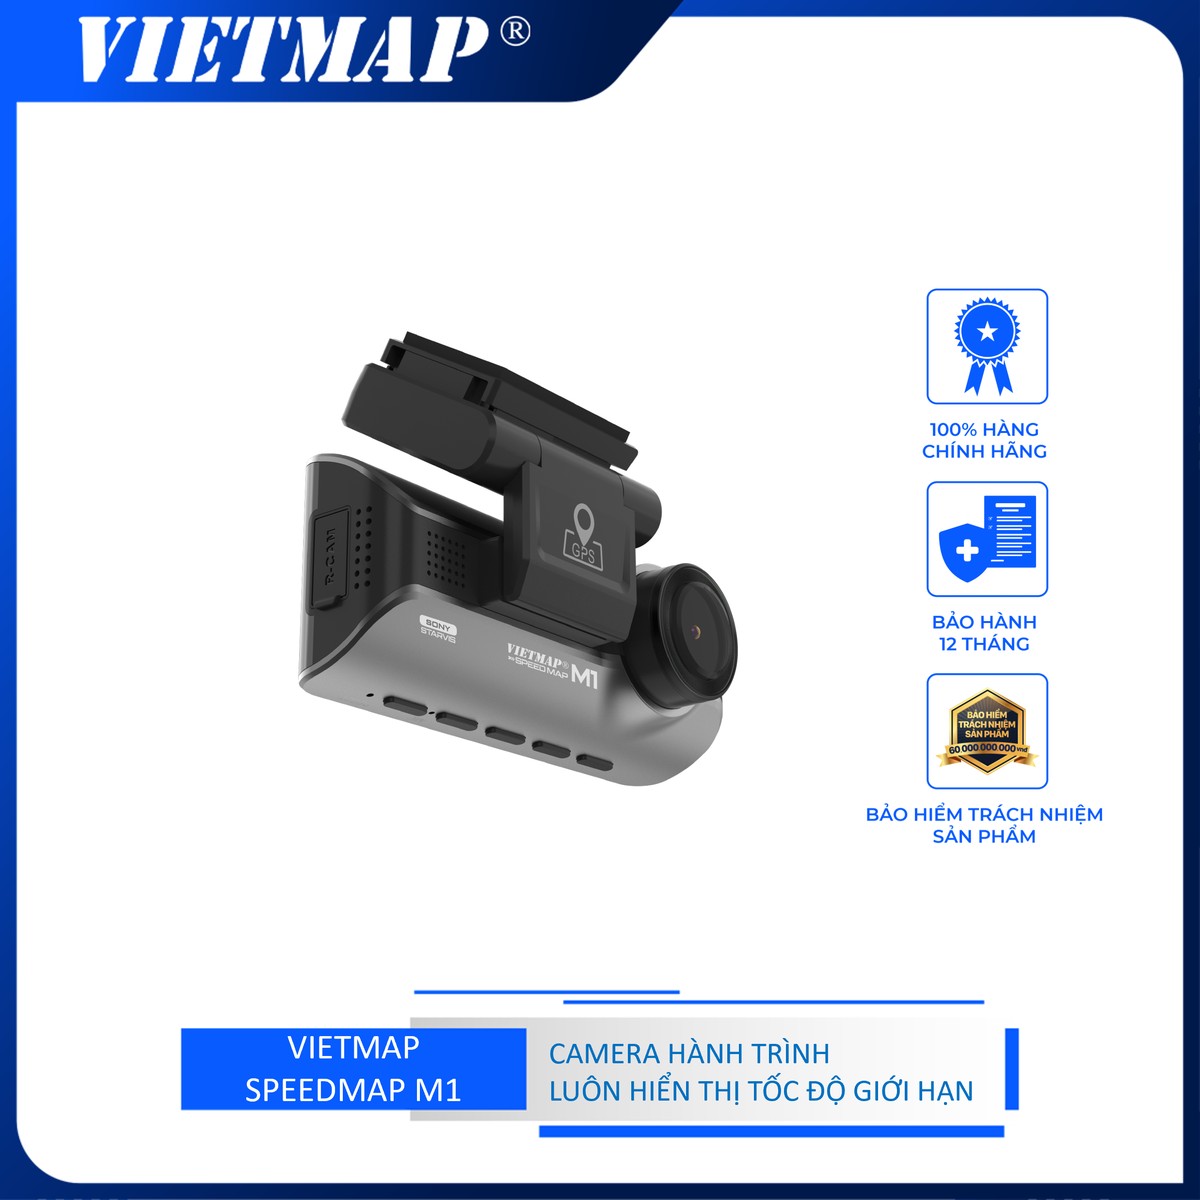 VIETMAP®
100% HÀNG
CHÍNH HÃNG
BẢO HÀNH
12 THÁNG
BẢO HIỂM
TRÁCH NHIỆM
SẢN PHẨM
60 000 000 000 vnđ
BẢO HIỂM TRÁCH NHIỆM
SẢN PHẨM
GPS
R-CAM
SONY
STARVIS
VIETMAP®
SPEEDMAP M1
VIETMAP
SPEEDMAP M1
CAMERA HÀNH TRÌNH
LUÔN HIỂN THỊ TỐC ĐỘ GIỚI HẠN